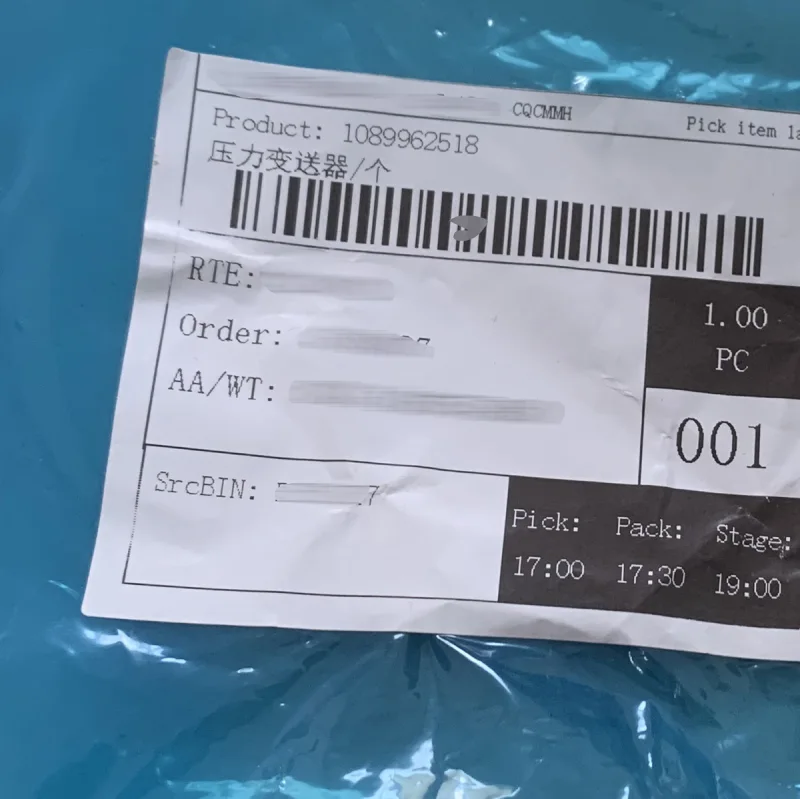 CQCMMH
Pick item
Product: 1089962518
压力变送器/个
RTE:
Order:
AA/WT:
1.00
PC
001
SrcBIN:
Pick: Pack: Stage:
17:00 17:30 19:00